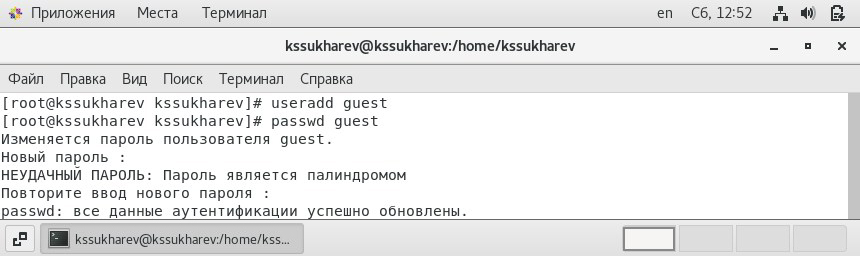 Приложения Места Терминал en Сб, 12:52
kssukharev@kssukharev:/home/kssukharev
Файл Правка Вид Поиск Терминал Справка
[root@kssukharev kssukharev]# useradd guest
[root@kssukharev kssukharev]# passwd guest
Изменяется пароль пользователя guest.
Новый пароль :
НЕУДАЧНЫЙ ПАРОЛЬ: Пароль является палиндромом
Повторите ввод нового пароля :
passwd: все данные аутентификации успешно обновлены.
kssukharev@kssukharev:/home/kss...